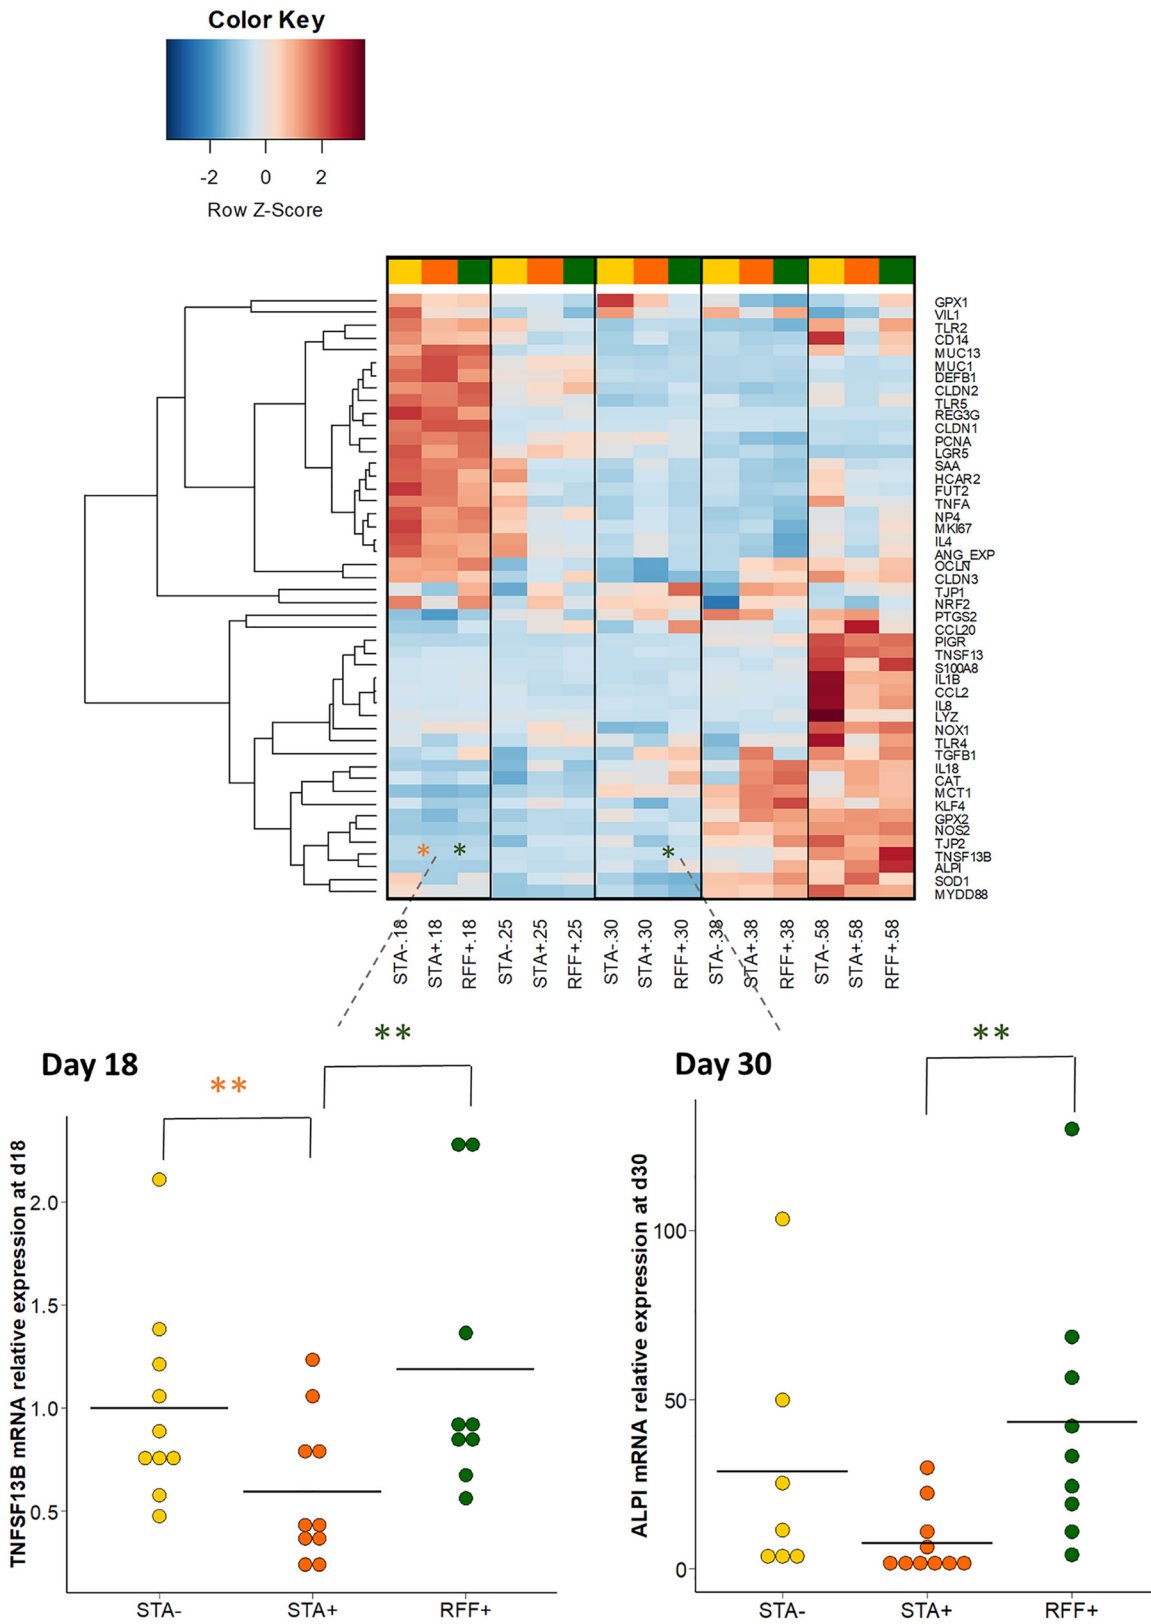 Color Key
-2 0 2
Row Z-Score
GPX1
VIL1
TLR2
CD14
MUC13
MUC1
DEFB1
CLDN2
TLR5
REG3G
CLDN1
PCNA
LGR5
SAA
HCAR2
FUT2
TNFA
NP4
MKI67
IL4
ANG_EXP
OCLN
CLDN3
TJP1
NRF2
PTGS2
CCL20
PIGR
TNSF13
S100A8
IL1B
CCL2
IL8
LYZ
NOX1
TLR4
TGFB1
IL18
CAT
MCT1
KLF4
GPX2
NOS2
TJP2
TNSF13B
ALPI
SOD1
MYDD88
* * *
STA-.18
STA+.18
RFF+.18
STA-.25
STA+.25
RFF+.25
STA-.30
STA+.30
RFF+.30
STA-.38
STA+.38
RFF+.38
STA-.58
STA+.58
RFF+.58
Day 18
**
**
TNFSF13B mRNA relative expression at d18
2.0
1.5
1.0
0.5
STA- STA+ RFF+
Day 30
**
ALPI mRNA relative expression at d30
100
50
0
STA- STA+ RFF+